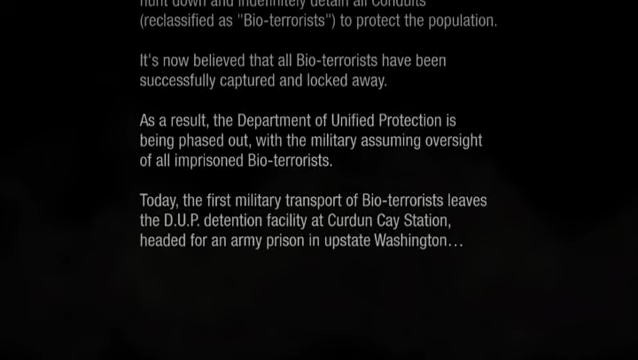 hunt down and indefinitely detain all Conduits
(reclassified as "Bio-terrorists") to protect the population.
It's now believed that all Bio-terrorists have been
successfully captured and locked away.
As a result, the Department of Unified Protection is
being phased out, with the military assuming oversight
of all imprisoned Bio-terrorists.
Today, the first military transport of Bio-terrorists leaves
the D.U.P. detention facility at Curdun Cay Station,
headed for an army prison in upstate Washington…